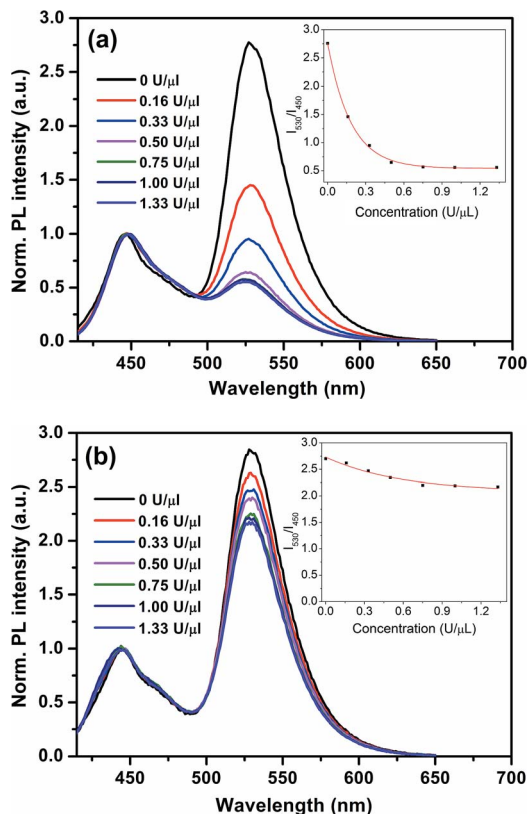 (a)
Norm. PL intensity (a.u.)
3.0
2.5
2.0
1.5
1.0
0.5
0.0
0 U/µl
0.16 U/µl
0.33 U/µl
0.50 U/µl
0.75 U/µl
1.00 U/µl
1.33 U/µl
I530/I450
3.0
2.5
2.0
1.5
1.0
0.5
0.0 0.3 0.6 0.9 1.2
Concentration (U/µL)
450 500 550 600 650 700
Wavelength (nm)
(b)
Norm. PL intensity (a.u.)
3.0
2.5
2.0
1.5
1.0
0.5
0.0
0 U/µl
0.16 U/µl
0.33 U/µl
0.50 U/µl
0.75 U/µl
1.00 U/µl
1.33 U/µl
I530/I450
3.0
2.5
2.0
1.5
1.0
0.5
0.0
0.0 0.3 0.6 0.9 1.2
Concentration (U/µL)
450 500 550 600 650 700
Wavelength (nm)